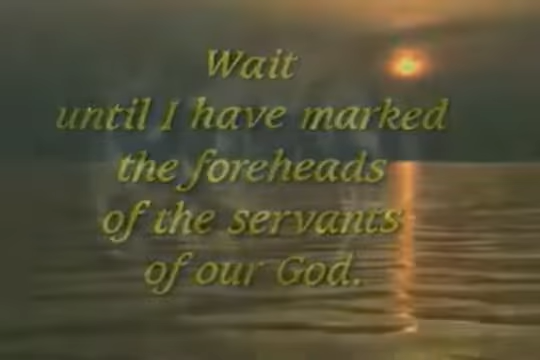 Wait
until I have marked
the foreheads
of the servants
of our God.